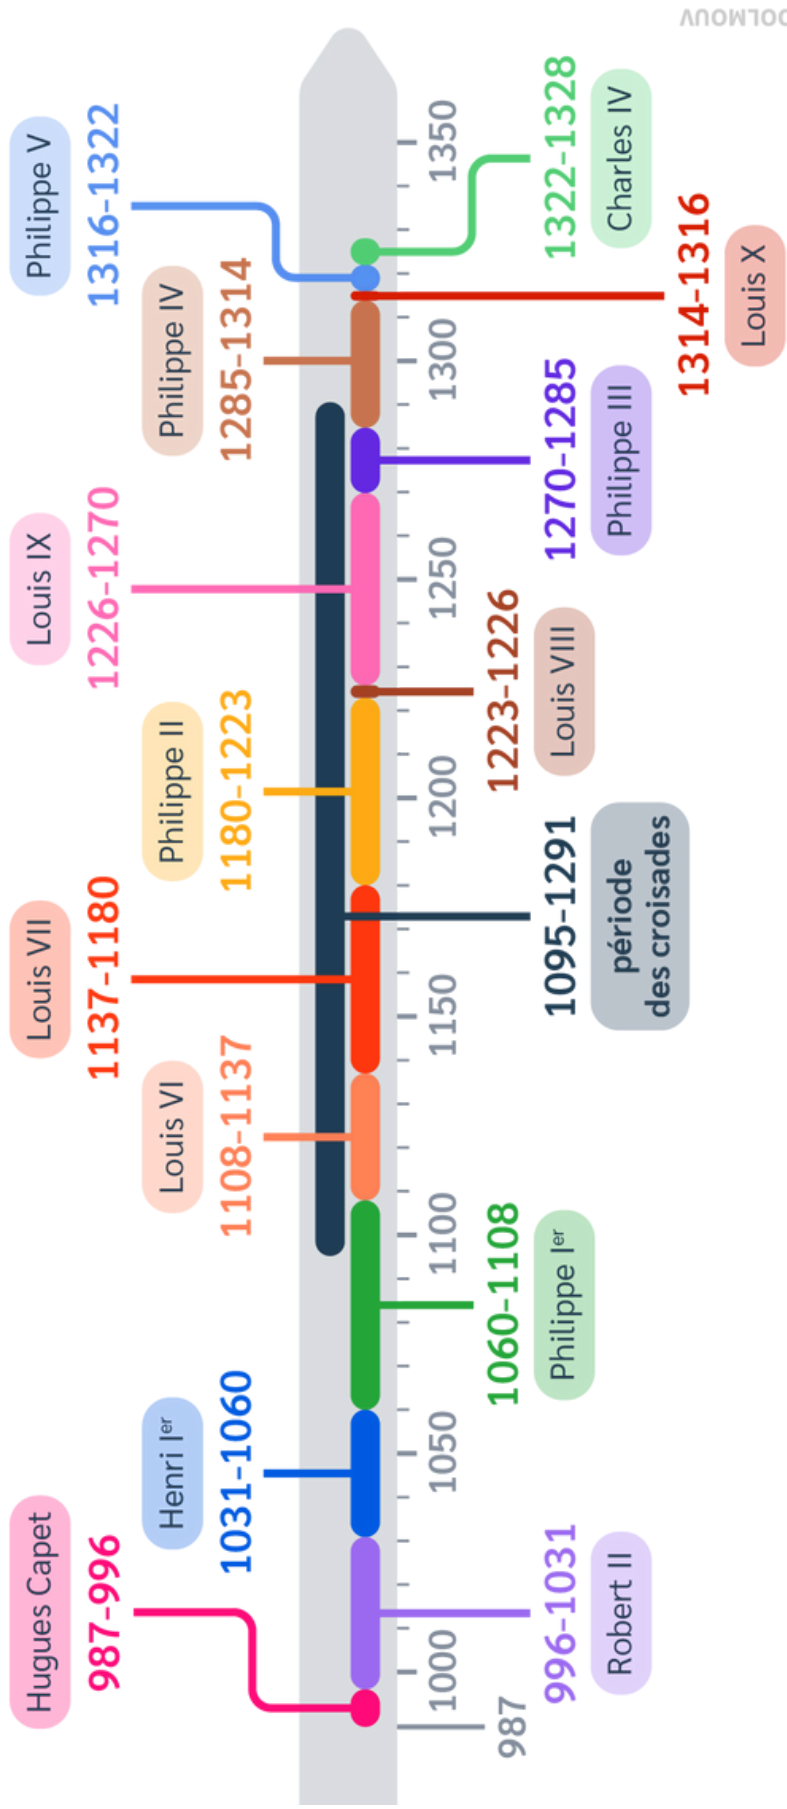 Hugues Capet
987-996
Henri Iᵉʳ
1031-1060
Louis VI
1108-1137
Louis VII
1137-1180
Philippe II
1180-1223
Louis IX
1226-1270
Philippe IV
1285-1314
Philippe V
1316-1322
987
1000
1050
1100
1150
1200
1250
1300
1350
996-1031
Robert II
1060-1108
Philippe Iᵉʳ
1095-1291
période
des croisades
1223-1226
Louis VIII
1270-1285
Philippe III
1314-1316
Louis X
1322-1328
Charles IV